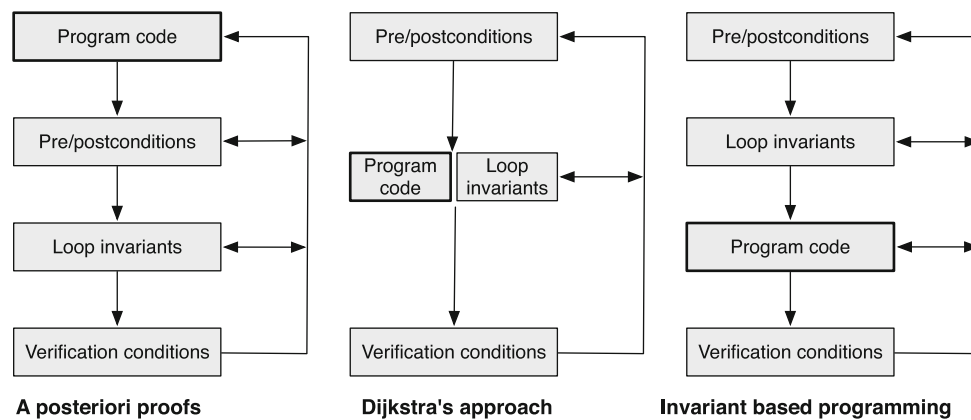 Program code
Pre/postconditions
Loop invariants
Verification conditions
A posteriori proofs
Pre/postconditions
Program
code
Loop
invariants
Verification conditions
Dijkstra's approach
Pre/postconditions
Loop invariants
Program code
Verification conditions
Invariant based programming